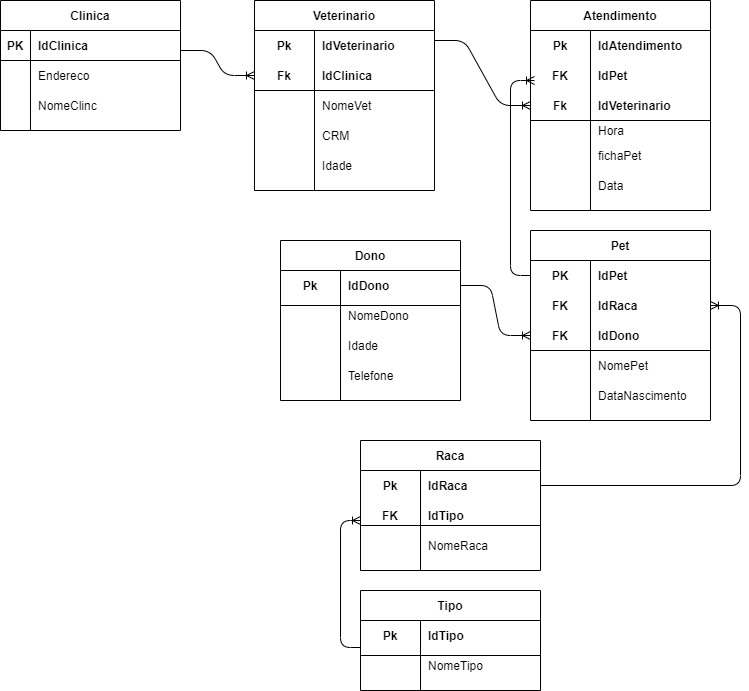 Clinica
PK IdClinica
Endereco
NomeClinc
Veterinario
Pk IdVeterinario
Fk IdClinica
NomeVet
CRM
Idade
Atendimento
Pk IdAtendimento
FK IdPet
Fk IdVeterinario
Hora
fichaPet
Data
Dono
Pk IdDono
NomeDono
Idade
Telefone
Pet
PK IdPet
FK IdRaca
FK IdDono
NomePet
DataNascimento
Raca
Pk IdRaca
FK IdTipo
NomeRaca
Tipo
Pk IdTipo
NomeTipo